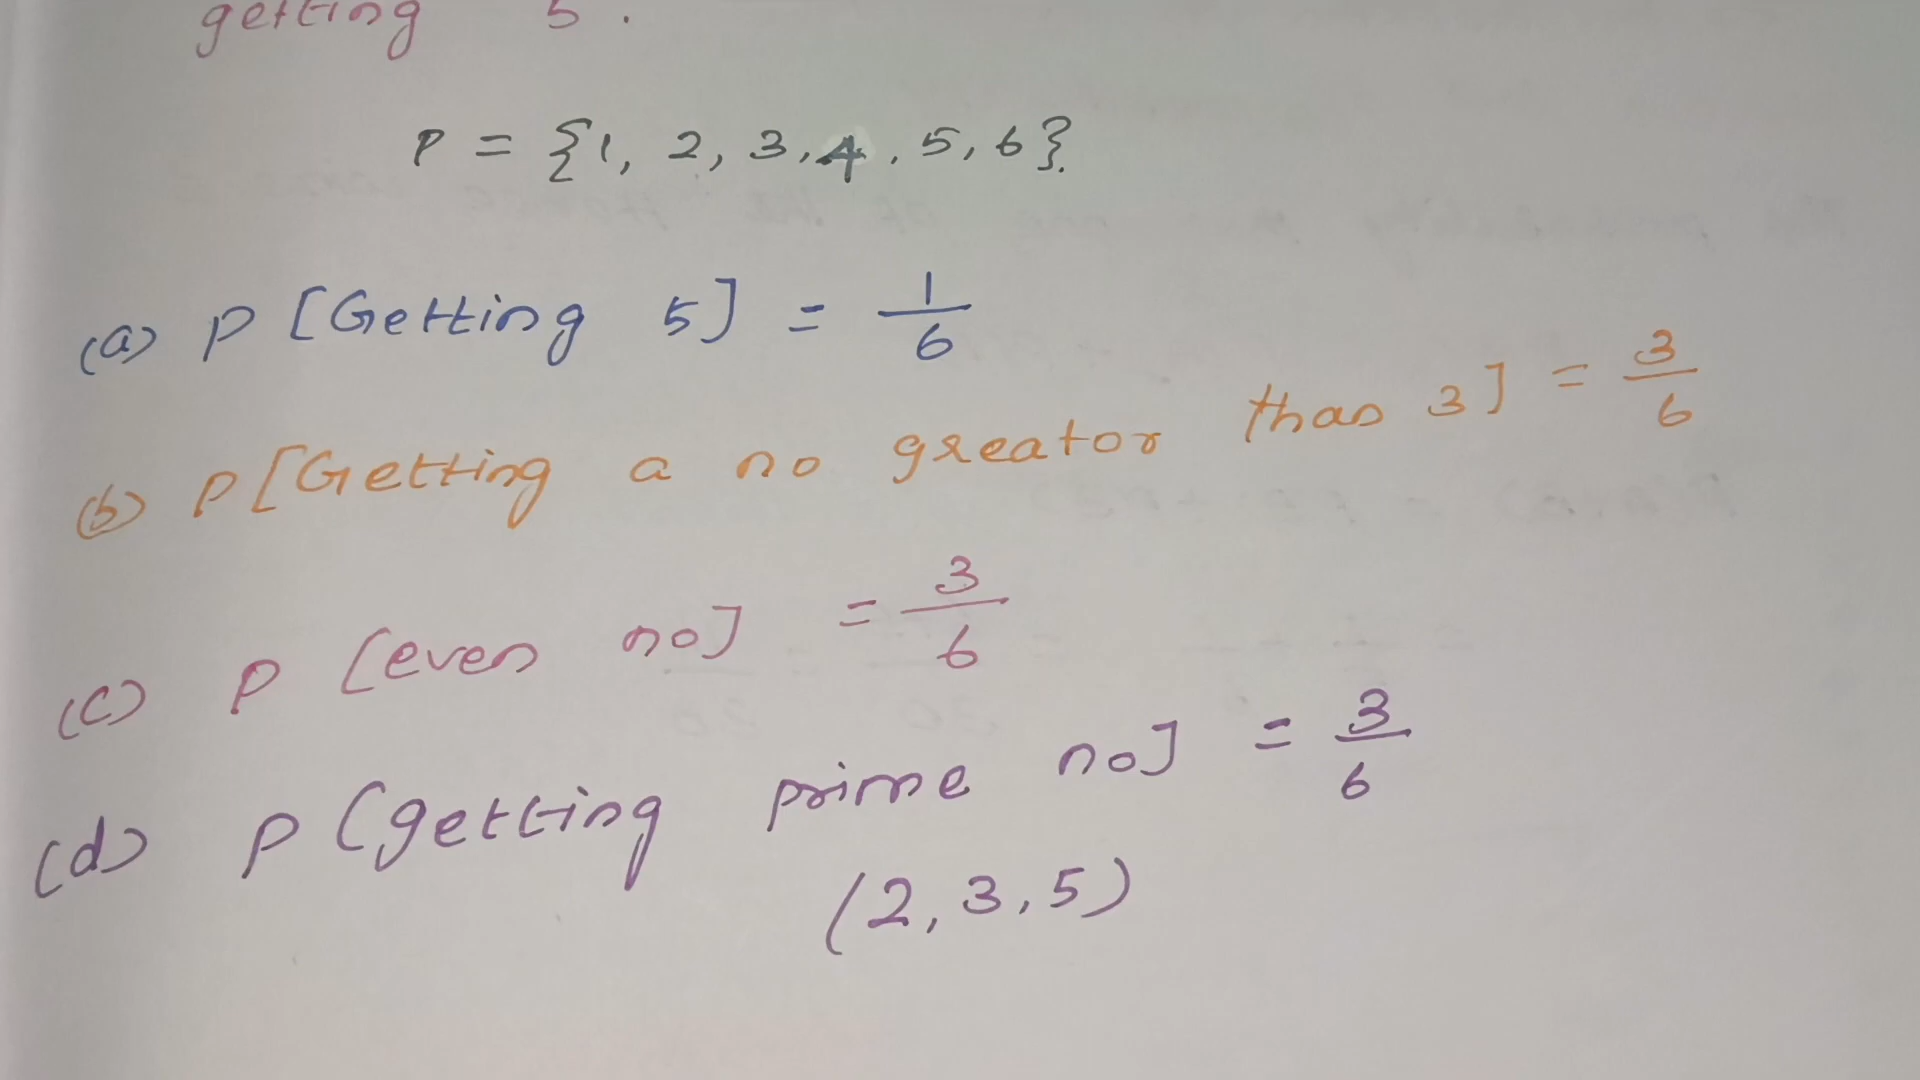 getting 5.
P = {1, 2, 3, 4, 5, 6}
(a) P [Getting 5] = 1/6
(b) P [Getting a no greator than 3] = 3/6
(c) P [even no] = 3/6
(d) P (getting prime no] = 3/6
(2, 3, 5)